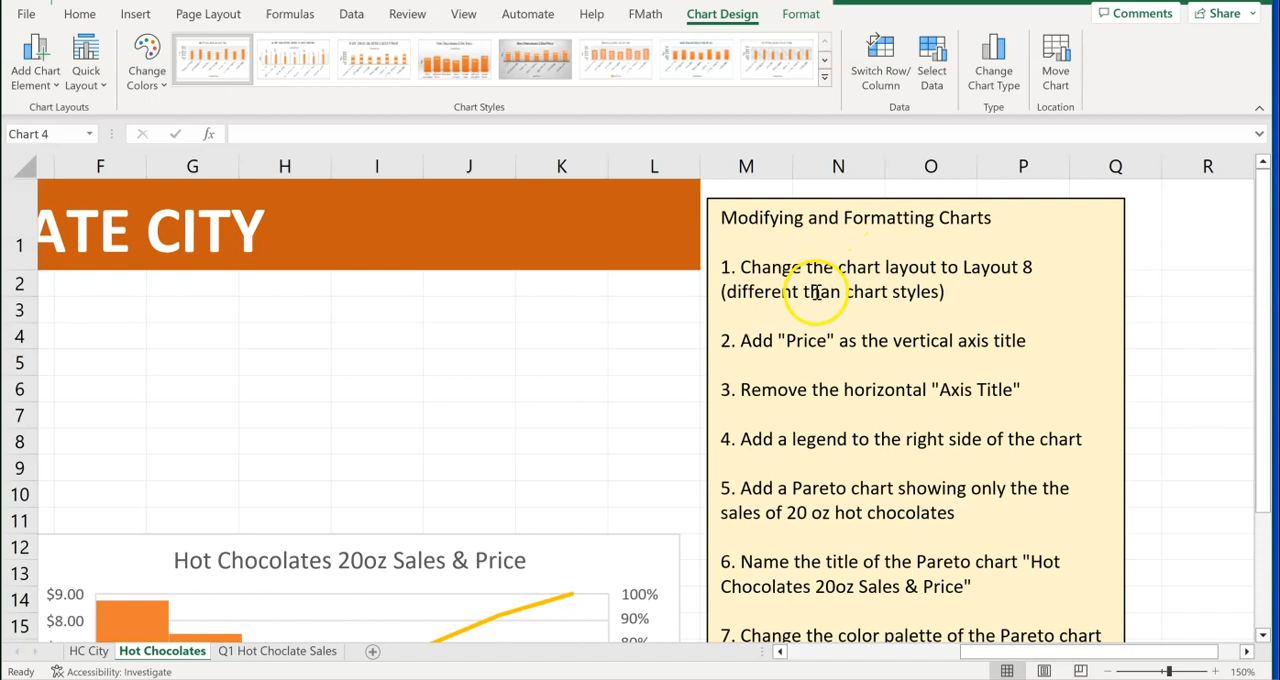 File Home Insert Page Layout Formulas Data Review View Automate Help FMath Chart Design Format Comments Share
Add Chart Element
Quick Layout
Change Colors
Switch Row/ Column
Select Data
Change Chart Type
Move Chart
Chart Layouts Chart Styles Data Type Location
Chart 4 fx
F G H I J K L M N O P Q R
1
2
3
4
5
6
7
8
9
10
11
12
13
14
15
ATE CITY
Modifying and Formatting Charts
1. Change the chart layout to Layout 8
(different than chart styles)
2. Add "Price" as the vertical axis title
3. Remove the horizontal "Axis Title"
4. Add a legend to the right side of the chart
5. Add a Pareto chart showing only the the
sales of 20 oz hot chocolates
6. Name the title of the Pareto chart "Hot
Chocolates 20oz Sales & Price"
7. Change the color palette of the Pareto chart
Hot Chocolates 20oz Sales & Price
$9.00 100%
$8.00 90%
HC City Hot Chocolates Q1 Hot Choclate Sales
Ready Accessibility: Investigate 150%